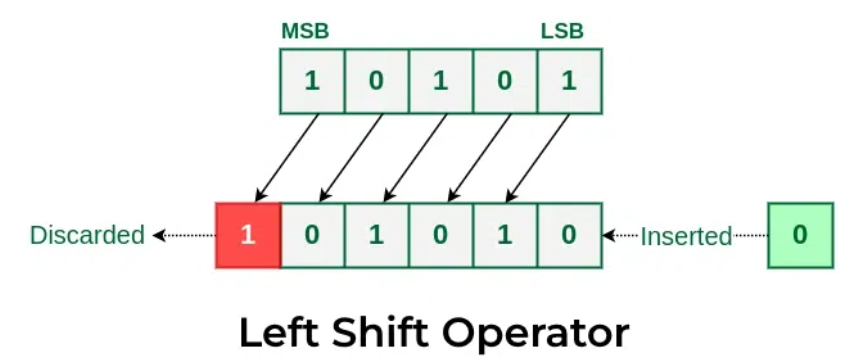 MSB LSB
1 0 1 0 1
Discarded 1 0 1 0 1 0 Inserted 0
Left Shift Operator